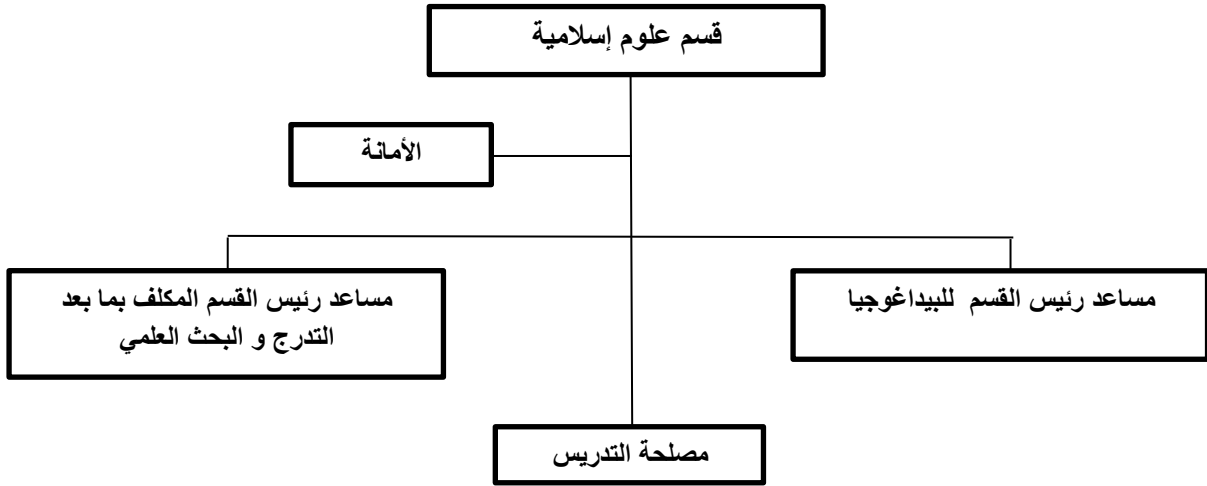 قسم علوم إسلامية
الأمانة
مساعد رئيس القسم للبيداغوجيا
مساعد رئيس القسم المكلف بما بعد
التدرج و البحث العلمي
مصلحة التدريس